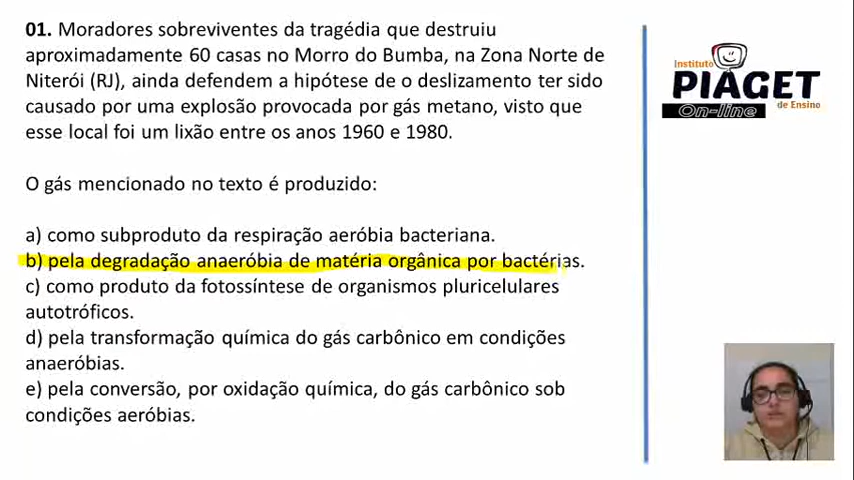 01. Moradores sobreviventes da tragédia que destruiu
aproximadamente 60 casas no Morro do Bumba, na Zona Norte de
Niterói (RJ), ainda defendem a hipótese de o deslizamento ter sido
causado por uma explosão provocada por gás metano, visto que
esse local foi um lixão entre os anos 1960 e 1980.
O gás mencionado no texto é produzido:
a) como subproduto da respiração aeróbia bacteriana.
b) pela degradação anaeróbia de matéria orgânica por bactérias.
c) como produto da fotossíntese de organismos pluricelulares
autotróficos.
d) pela transformação química do gás carbônico em condições
anaeróbias.
e) pela conversão, por oxidação química, do gás carbônico sob
condições aeróbias.
Instituto
PIAGET
de Ensino
On-line